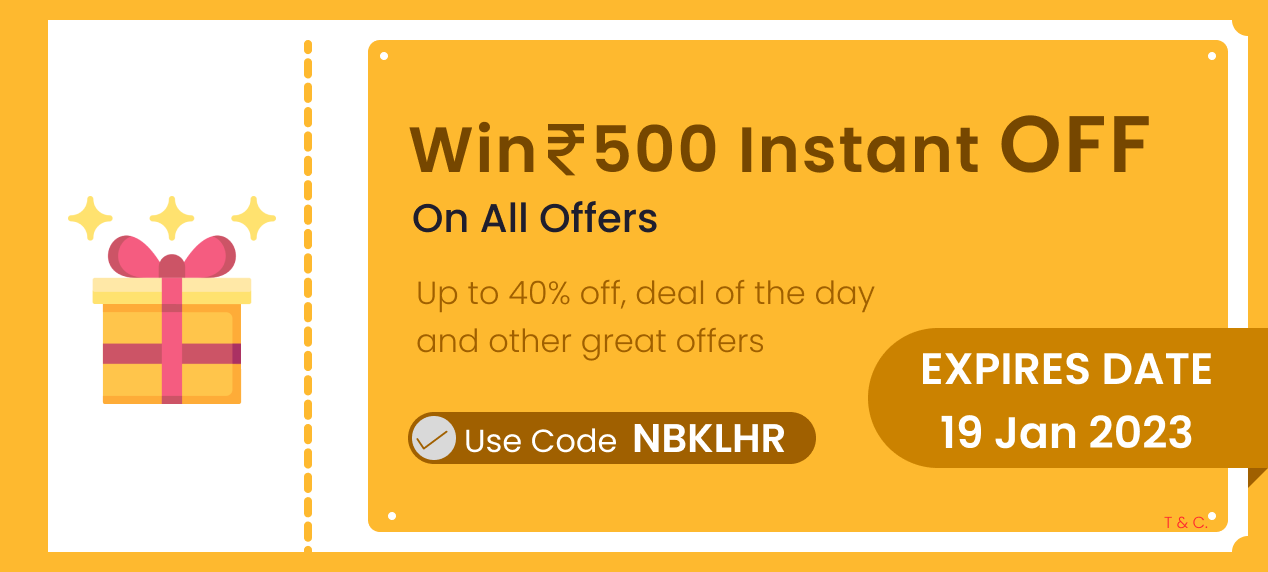 Win ₹500 Instant OFF
On All Offers
Up to 40% off, deal of the day
and other great offers
Use Code NBKLHR
EXPIRES DATE
19 Jan 2023
T & C.